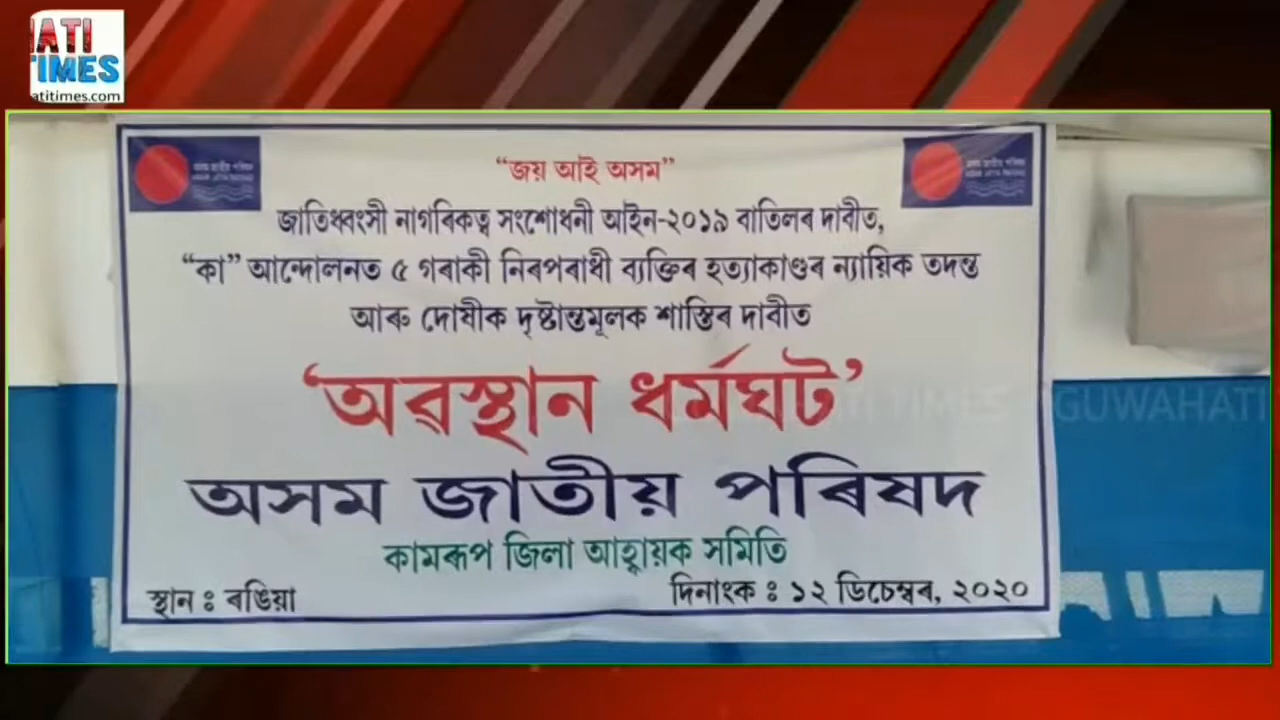 ATI
TIMES
atitimes.com
“জয় আই অসম”
জাতিধ্বংসী নাগৰিকত্ব সংশোধনী আইন-২০১৯ বাতিলৰ দাবীত,
“কা” আন্দোলনত ৫ গৰাকী নিৰপৰাধী ব্যক্তিৰ হত্যাকাণ্ডৰ ন্যায়িক তদন্ত
আৰু দোষীক দৃষ্টান্তমূলক শাস্তিৰ দাবীত
‘অৱস্থান ধৰ্মঘট’
TIMES GUWAHATI
অসম জাতীয় পৰিষদ
কামৰূপ জিলা আহ্বায়ক সমিতি
স্থান : ৰঙিয়া
দিনাংক : ১২ ডিচেম্বৰ, ২০২০